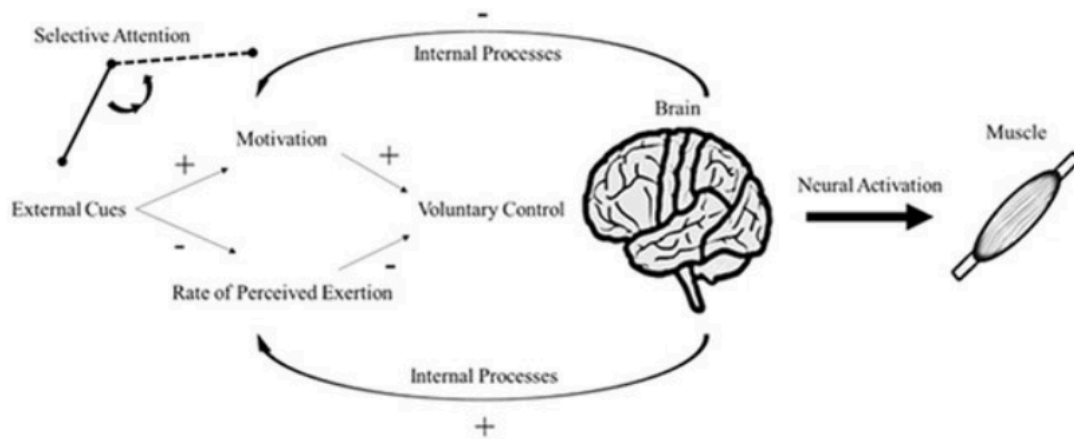 -
Selective Attention
Internal Processes
Brain
Motivation
Muscle
+
+
Neural Activation
External Cues
Voluntary Control
-
-
Rate of Perceived Exertion
Internal Processes
+